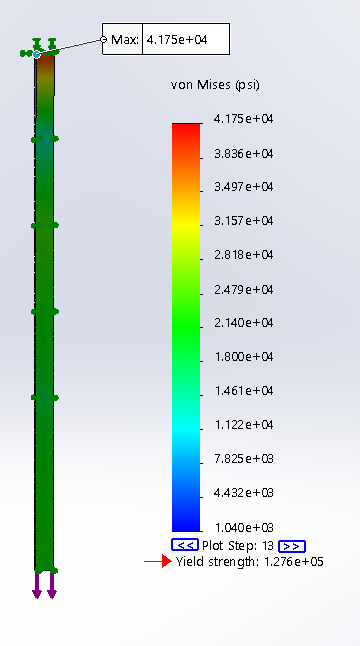 Max: 4.175e+04
von Mises (psi)
4.175e+04
3.836e+04
3.497e+04
3.157e+04
2.818e+04
2.479e+04
2.140e+04
1.800e+04
1.461e+04
1.122e+04
7.825e+03
4.432e+03
1.040e+03
<< Plot Step: 13 >>
Yield strength: 1.276e+05